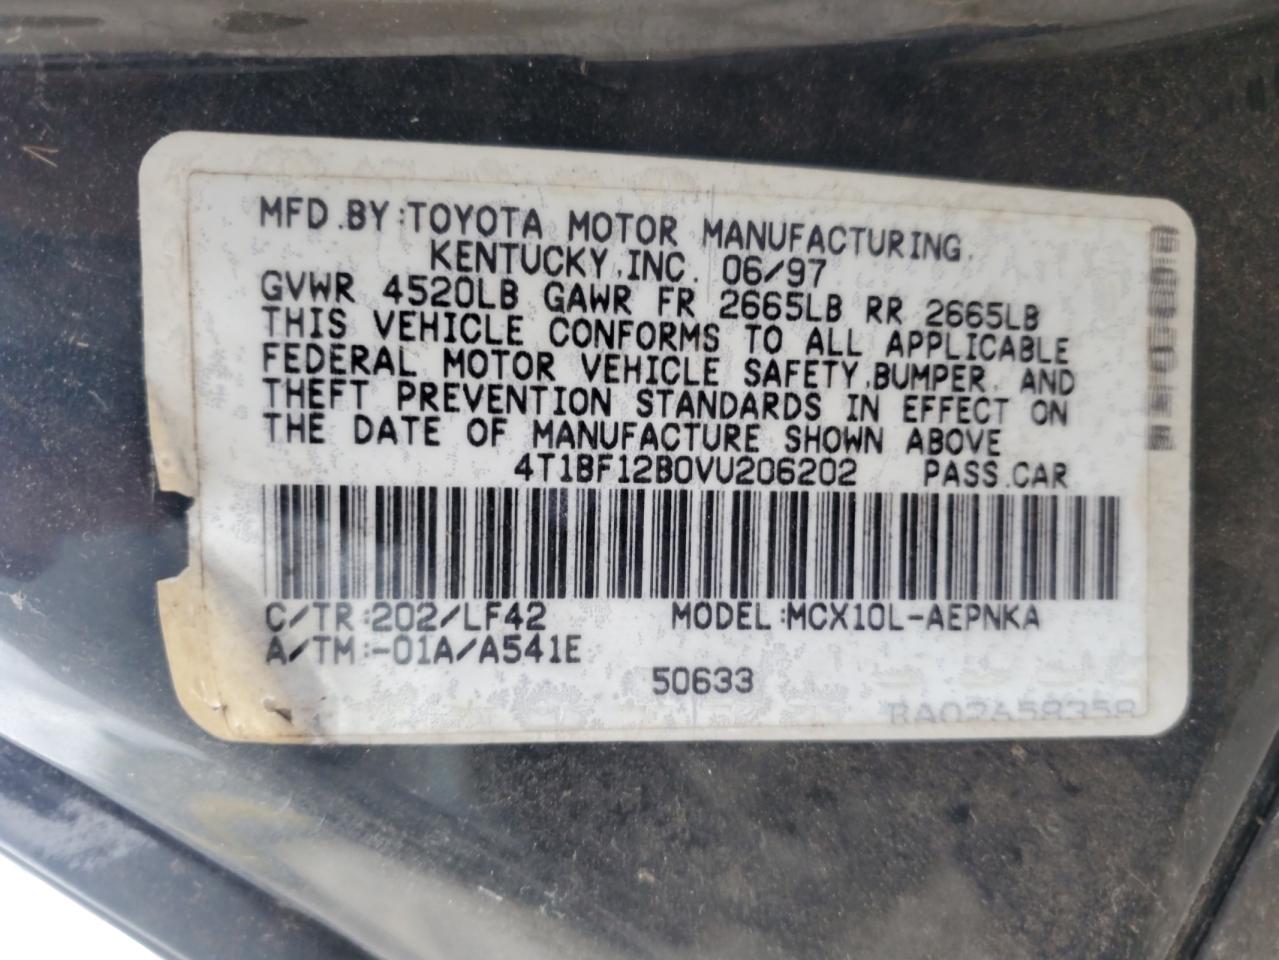 MFD.BY:TOYOTA MOTOR MANUFACTURING,
KENTUCKY,INC. 06/97
GVWR 4520LB GAWR FR 2665LB RR 2665LB
THIS VEHICLE CONFORMS TO ALL APPLICABLE
FEDERAL MOTOR VEHICLE SAFETY,BUMPER, AND
THEFT PREVENTION STANDARDS IN EFFECT ON
THE DATE OF MANUFACTURE SHOWN ABOVE
4T1BF12B0VU206202 PASS.CAR
C/TR:202/LF42 MODEL:MCX10L-AEPNKA
A/TM:-01A/A541E
50633
BA02A58358